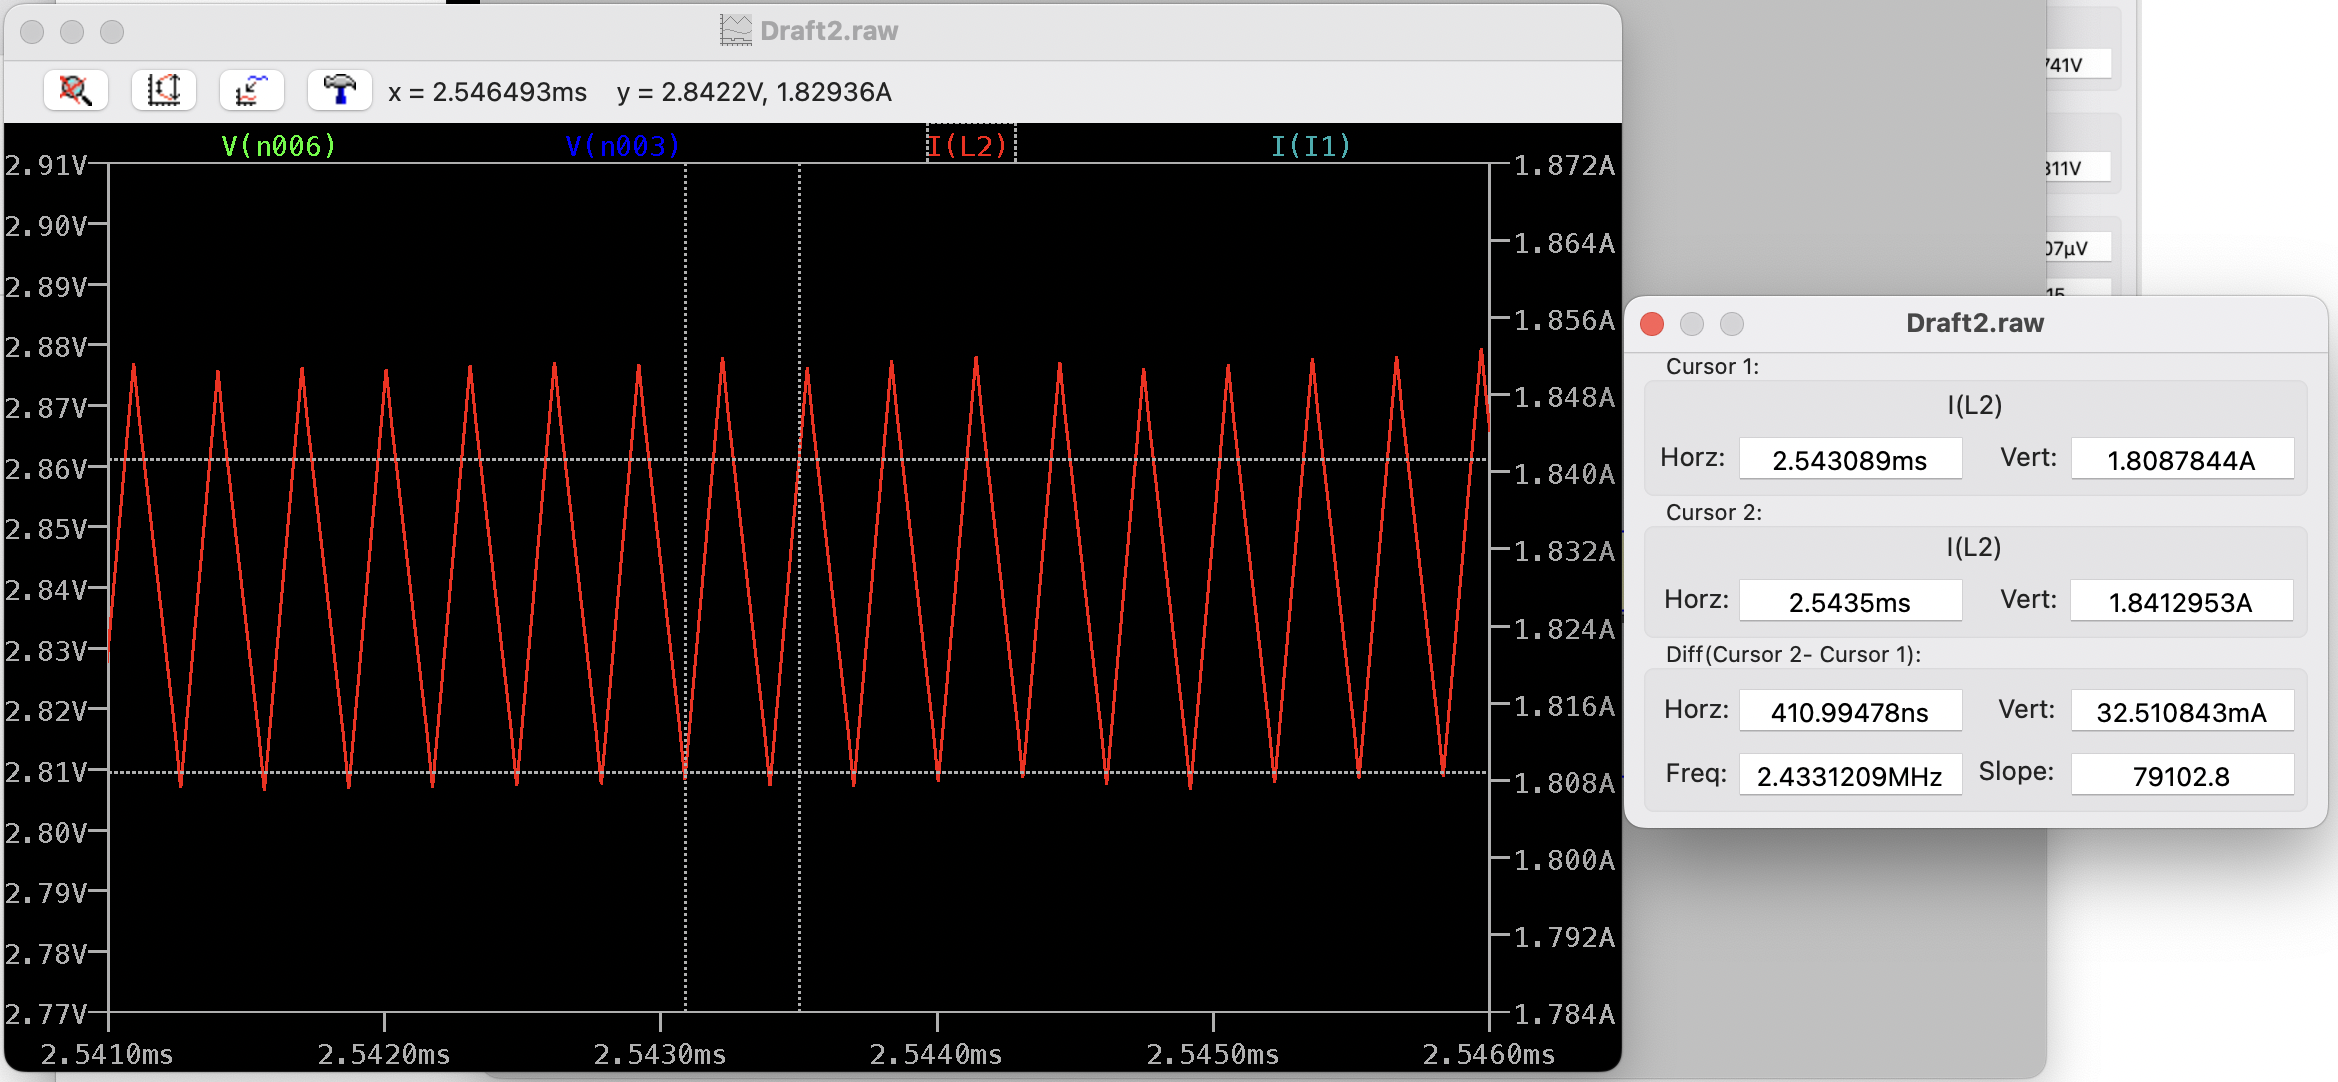 Draft2.raw
x = 2.546493ms y = 2.8422V, 1.82936A
V(n006) V(n003) I(L2) I(I1)
2.91V
2.90V
2.89V
2.88V
2.87V
2.86V
2.85V
2.84V
2.83V
2.82V
2.81V
2.80V
2.79V
2.78V
2.77V
1.872A
1.864A
1.856A
1.848A
1.840A
1.832A
1.824A
1.816A
1.808A
1.800A
1.792A
1.784A
2.5410ms 2.5420ms 2.5430ms 2.5440ms 2.5450ms 2.5460ms
741V
311V
07µV
Draft2.raw
Cursor 1:
I(L2)
Horz: 2.543089ms Vert: 1.8087844A
Cursor 2:
I(L2)
Horz: 2.5435ms Vert: 1.8412953A
Diff(Cursor 2- Cursor 1):
Horz: 410.99478ns Vert: 32.510843mA
Freq: 2.4331209MHz Slope: 79102.8